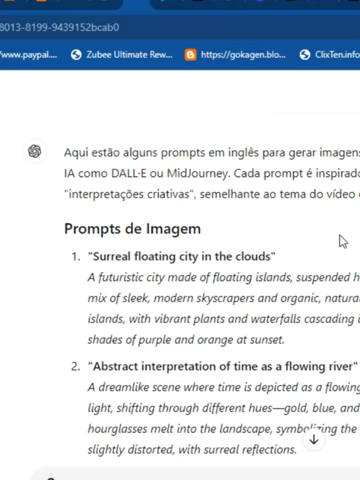 8013-8199-9439152bcab0
/www.paypal....
Zubee Ultimate Rew...
https://gokagen.blo...
ClixTen.info
Aqui estão alguns prompts em inglês para gerar imagens
IA como DALL·E ou MidJourney. Cada prompt é inspirado
"interpretações criativas", semelhante ao tema do vídeo
Prompts de Imagem
1. "Surreal floating city in the clouds"
A futuristic city made of floating islands, suspended h
mix of sleek, modern skyscrapers and organic, natura
islands, with vibrant plants and waterfalls cascading
shades of purple and orange at sunset.
2. "Abstract interpretation of time as a flowing river"
A dreamlike scene where time is depicted as a flowing
light, shifting through different hues—gold, blue, and
hourglasses melt into the landscape, symbolizing the
slightly distorted, with surreal reflections.